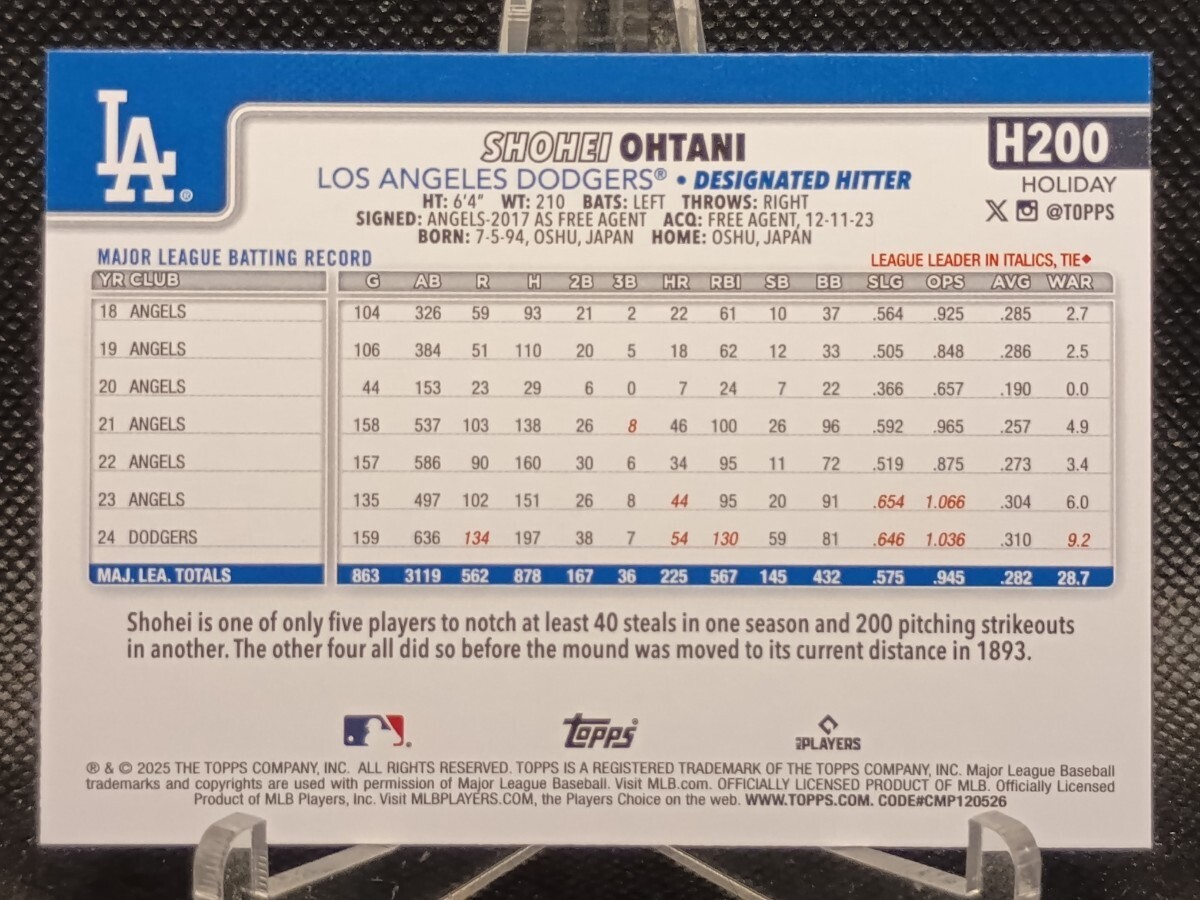 LA®
SHOHEI OHTANI
H200
LOS ANGELES DODGERS® • DESIGNATED HITTER
HOLIDAY
HT: 6'4" WT: 210 BATS: LEFT THROWS: RIGHT
X @TOPPS
SIGNED: ANGELS-2017 AS FREE AGENT ACQ: FREE AGENT, 12-11-23
BORN: 7-5-94, OSHU, JAPAN HOME: OSHU, JAPAN
MAJOR LEAGUE BATTING RECORD LEAGUE LEADER IN ITALICS, TIE◆
YR CLUB G AB R H 2B 3B HR RBI SB BB SLG OPS AVG WAR
18 ANGELS 104 326 59 93 21 2 22 61 10 37 .564 .925 .285 2.7
19 ANGELS 106 384 51 110 20 5 18 62 12 33 .505 .848 .286 2.5
20 ANGELS 44 153 23 29 6 0 7 24 7 22 .366 .657 .190 0.0
21 ANGELS 158 537 103 138 26 8 46 100 26 96 .592 .965 .257 4.9
22 ANGELS 157 586 90 160 30 6 34 95 11 72 .519 .875 .273 3.4
23 ANGELS 135 497 102 151 26 8 44 95 20 91 .654 1.066 .304 6.0
24 DODGERS 159 636 134 197 38 7 54 130 59 81 .646 1.036 .310 9.2
MAJ. LEA. TOTALS 863 3119 562 878 167 36 225 567 145 432 .575 .945 .282 28.7
Shohei is one of only five players to notch at least 40 steals in one season and 200 pitching strikeouts
in another. The other four all did so before the mound was moved to its current distance in 1893.
Topps
MLB PLAYERS
® & © 2025 THE TOPPS COMPANY, INC. ALL RIGHTS RESERVED. TOPPS IS A REGISTERED TRADEMARK OF THE TOPPS COMPANY, INC. Major League Baseball
trademarks and copyrights are used with permission of Major League Baseball. Visit MLB.com. OFFICIALLY LICENSED PRODUCT OF MLB. Officially Licensed
Product of MLB Players, Inc. Visit MLBPLAYERS.COM, the Players Choice on the web. WWW.TOPPS.COM. CODE#CMP120526